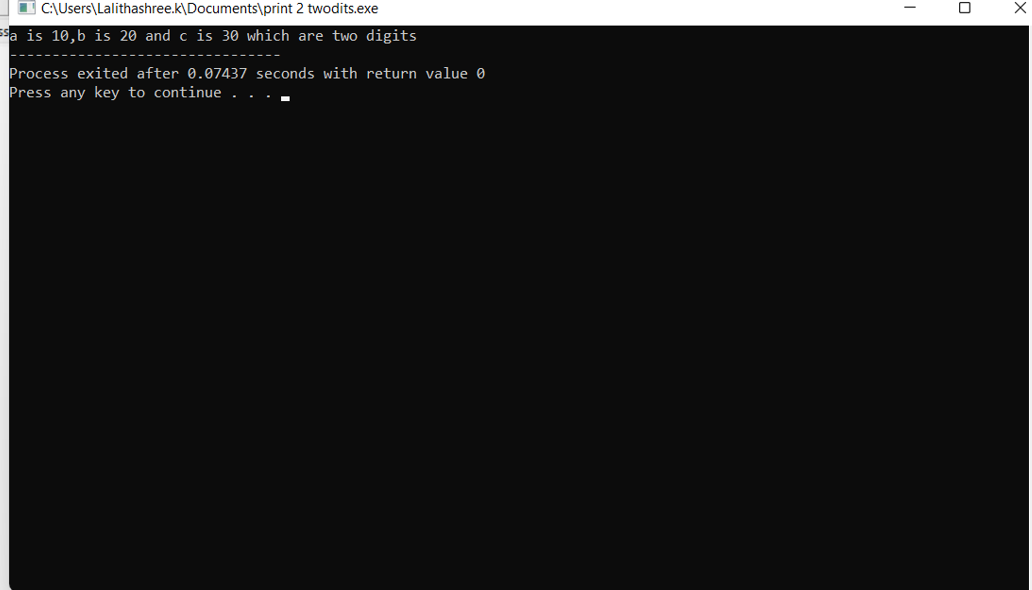 C:\Users\Lalithashree.k\Documents\print 2 twodits.exe
a is 10,b is 20 and c is 30 which are two digits
--------------------------------
Process exited after 0.07437 seconds with return value 0
Press any key to continue . . .